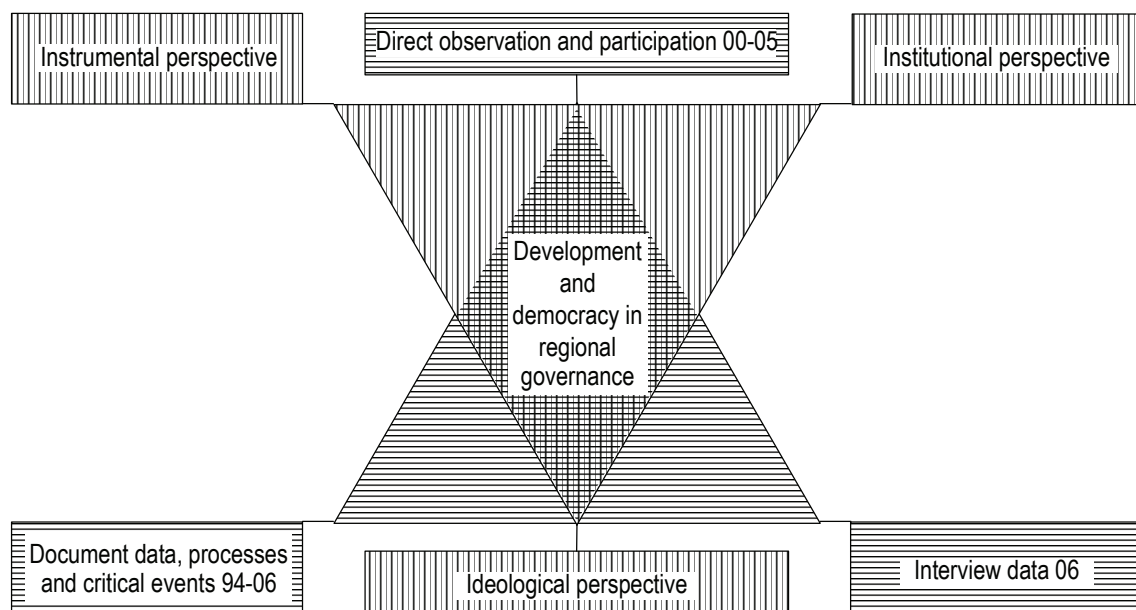 Instrumental perspective
Direct observation and participation 00-05
Institutional perspective
Development
and
democracy in
regional
governance
Document data, processes
and critical events 94-06
Ideological perspective
Interview data 06